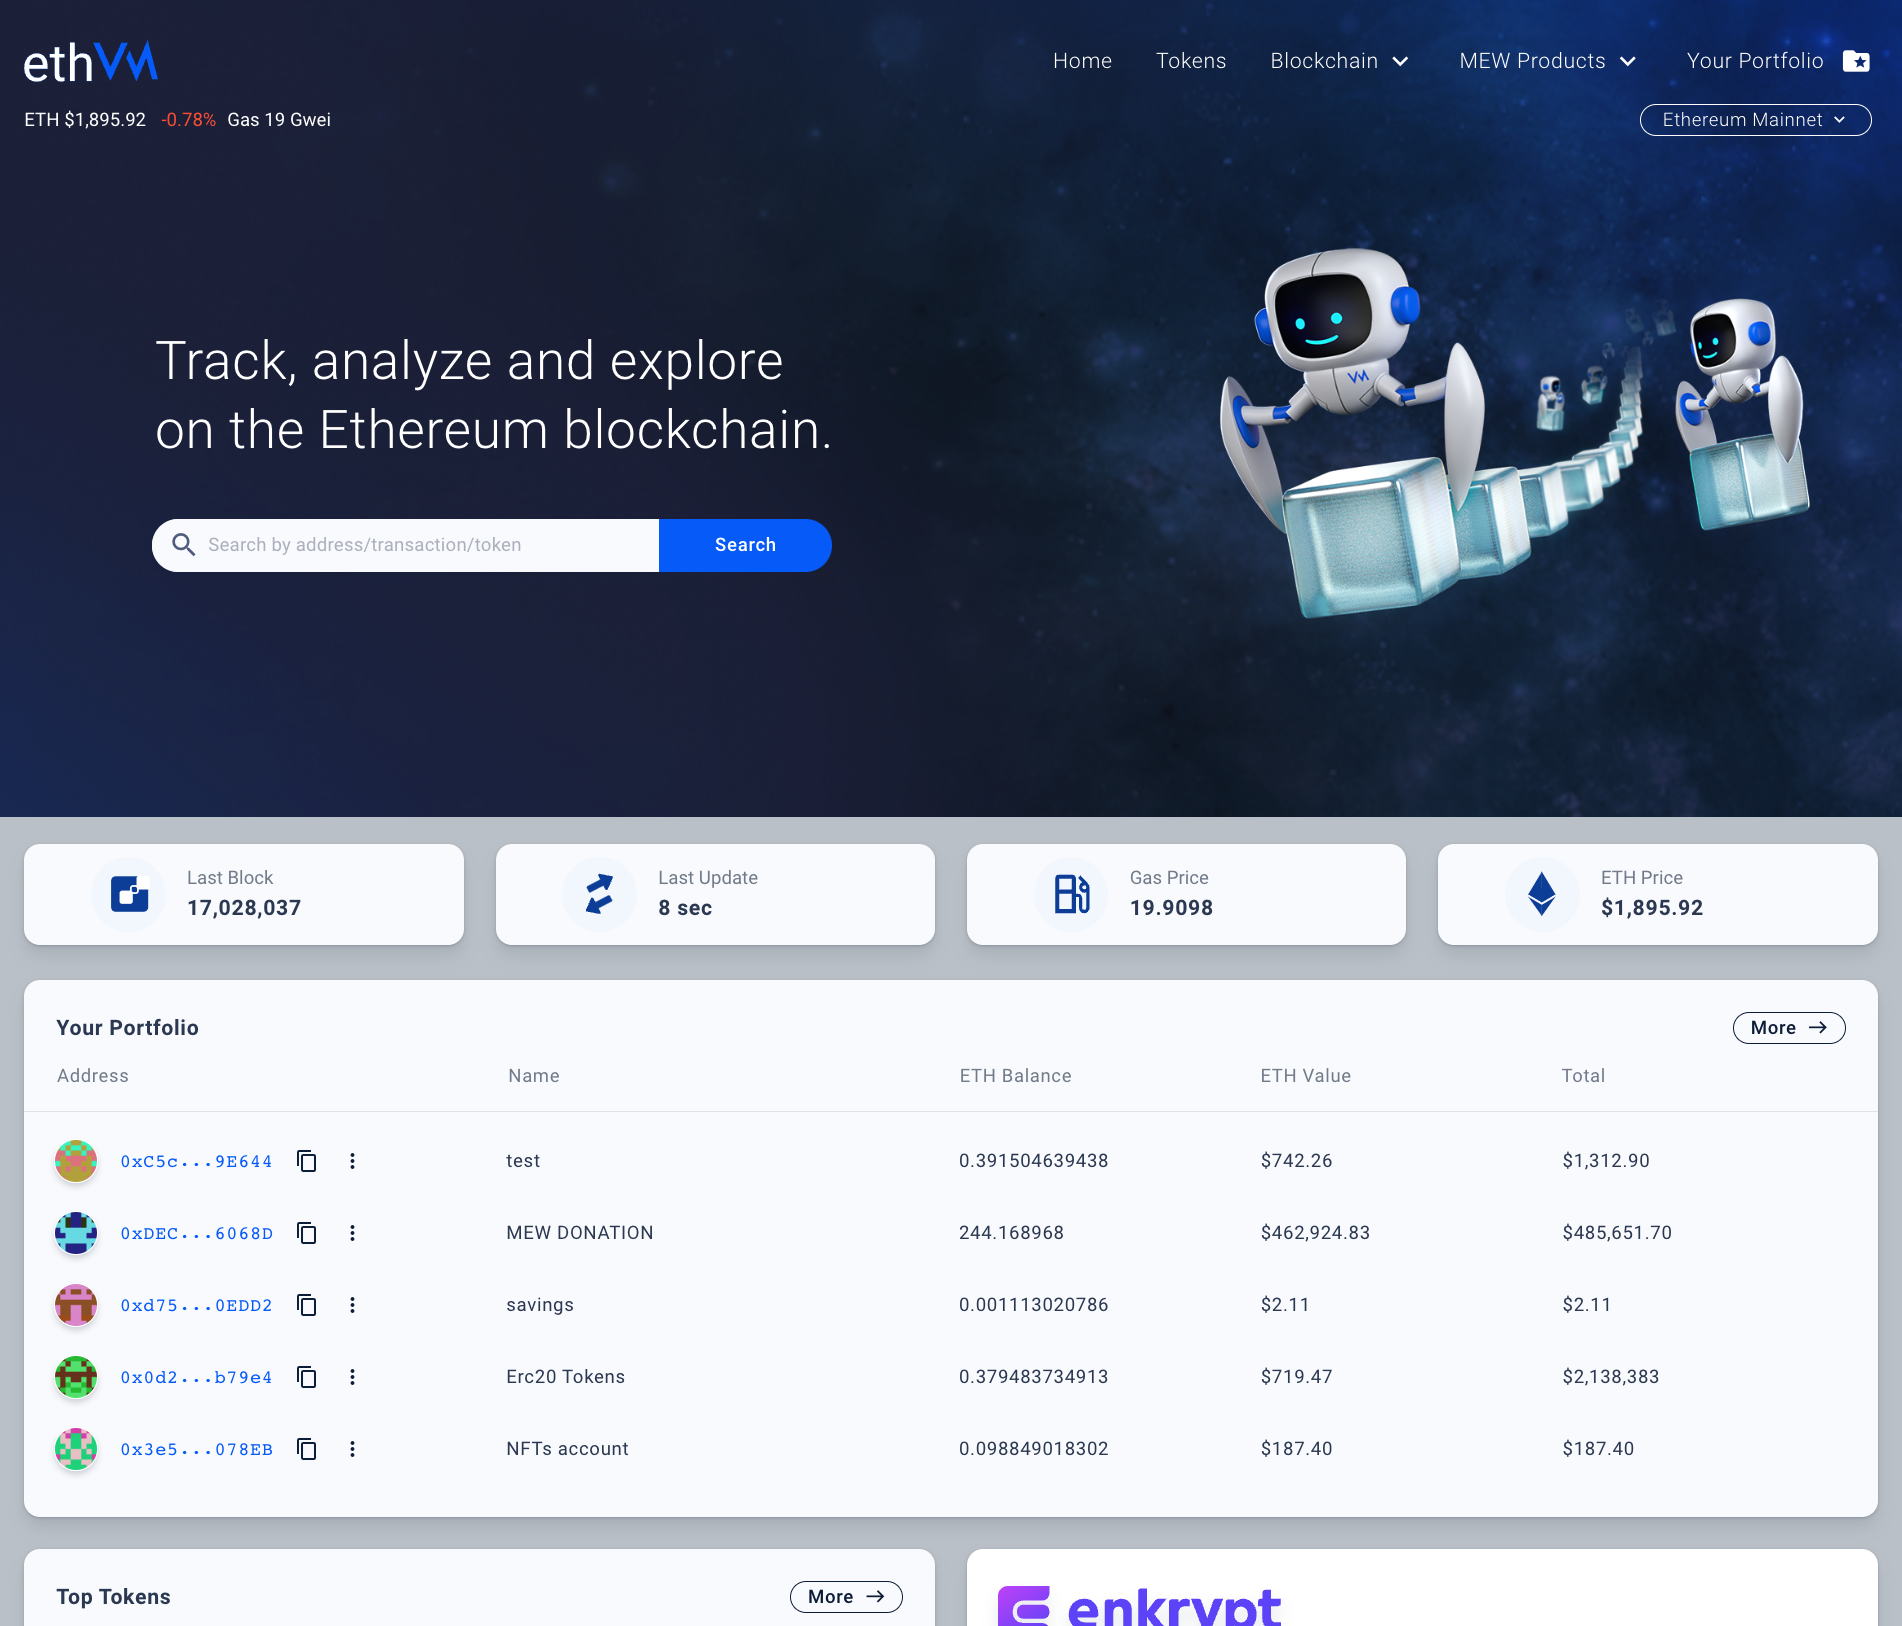 ethVM
Home Tokens Blockchain MEW Products Your Portfolio
ETH $1,895.92 -0.78% Gas 19 Gwei
Ethereum Mainnet
VM
Track, analyze and explore
on the Ethereum blockchain.
Search by address/transaction/token
Search
Last Block
17,028,037
Last Update
8 sec
Gas Price
19.9098
ETH Price
$1,895.92
Your Portfolio
More
Address Name ETH Balance ETH Value Total
0xC5c...9E644 test 0.391504639438 $742.26 $1,312.90
0xDEC...6068D MEW DONATION 244.168968 $462,924.83 $485,651.70
0xd75...0EDD2 savings 0.001113020786 $2.11 $2.11
0x0d2...b79e4 Erc20 Tokens 0.379483734913 $719.47 $2,138,383
0x3e5...078EB NFTs account 0.098849018302 $187.40 $187.40
Top Tokens
More
enkrypt